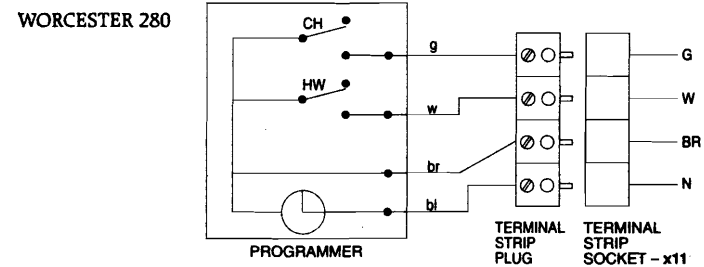 WORCESTER 280
CH
g
G
HW
w
W
br
BR
bl
N
PROGRAMMER
TERMINAL
STRIP
PLUG
TERMINAL
STRIP
SOCKET – x11